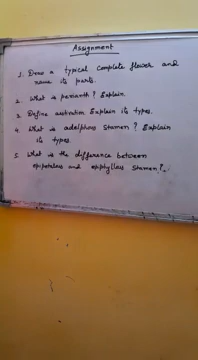 Assignment
1. Draw a typical complete flower and
name its parts.
2. What is perianth? Explain
3. Define aestivation Explain its types.
4. What is adelphous stamen? Explain
its types.
5. What is the difference between
epipetalous and epiphyllous stamen?